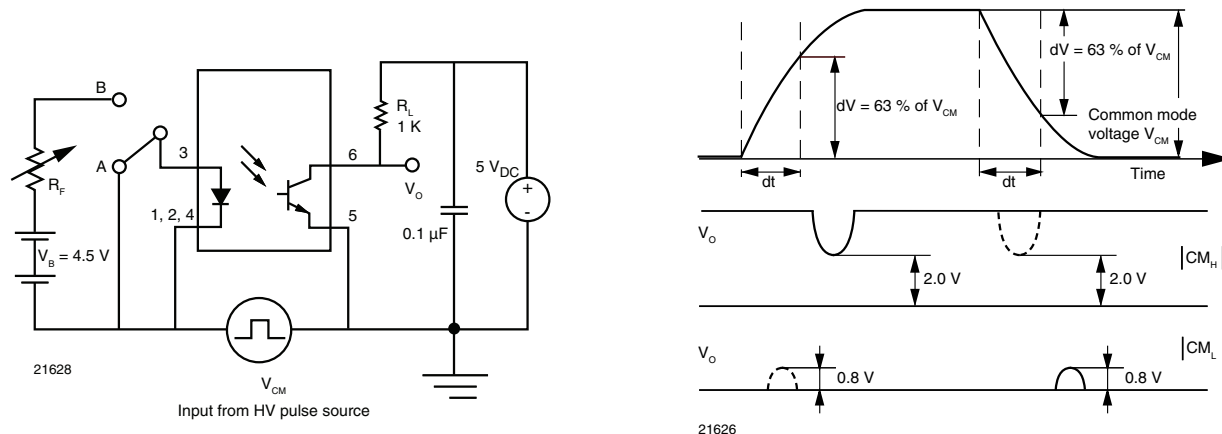 B
A
R_F
V_B = 4.5 V
3
1, 2, 4
6
5
R_L
1 K
V_O
0.1 µF
5 V_DC
+
-
V_CM
Input from HV pulse source
21628
dV = 63 % of V_CM
dV = 63 % of V_CM
Common mode
voltage V_CM
dt
dt
Time
V_O
2.0 V
2.0 V
|CM_H|
V_O
0.8 V
0.8 V
|CM_L
21626